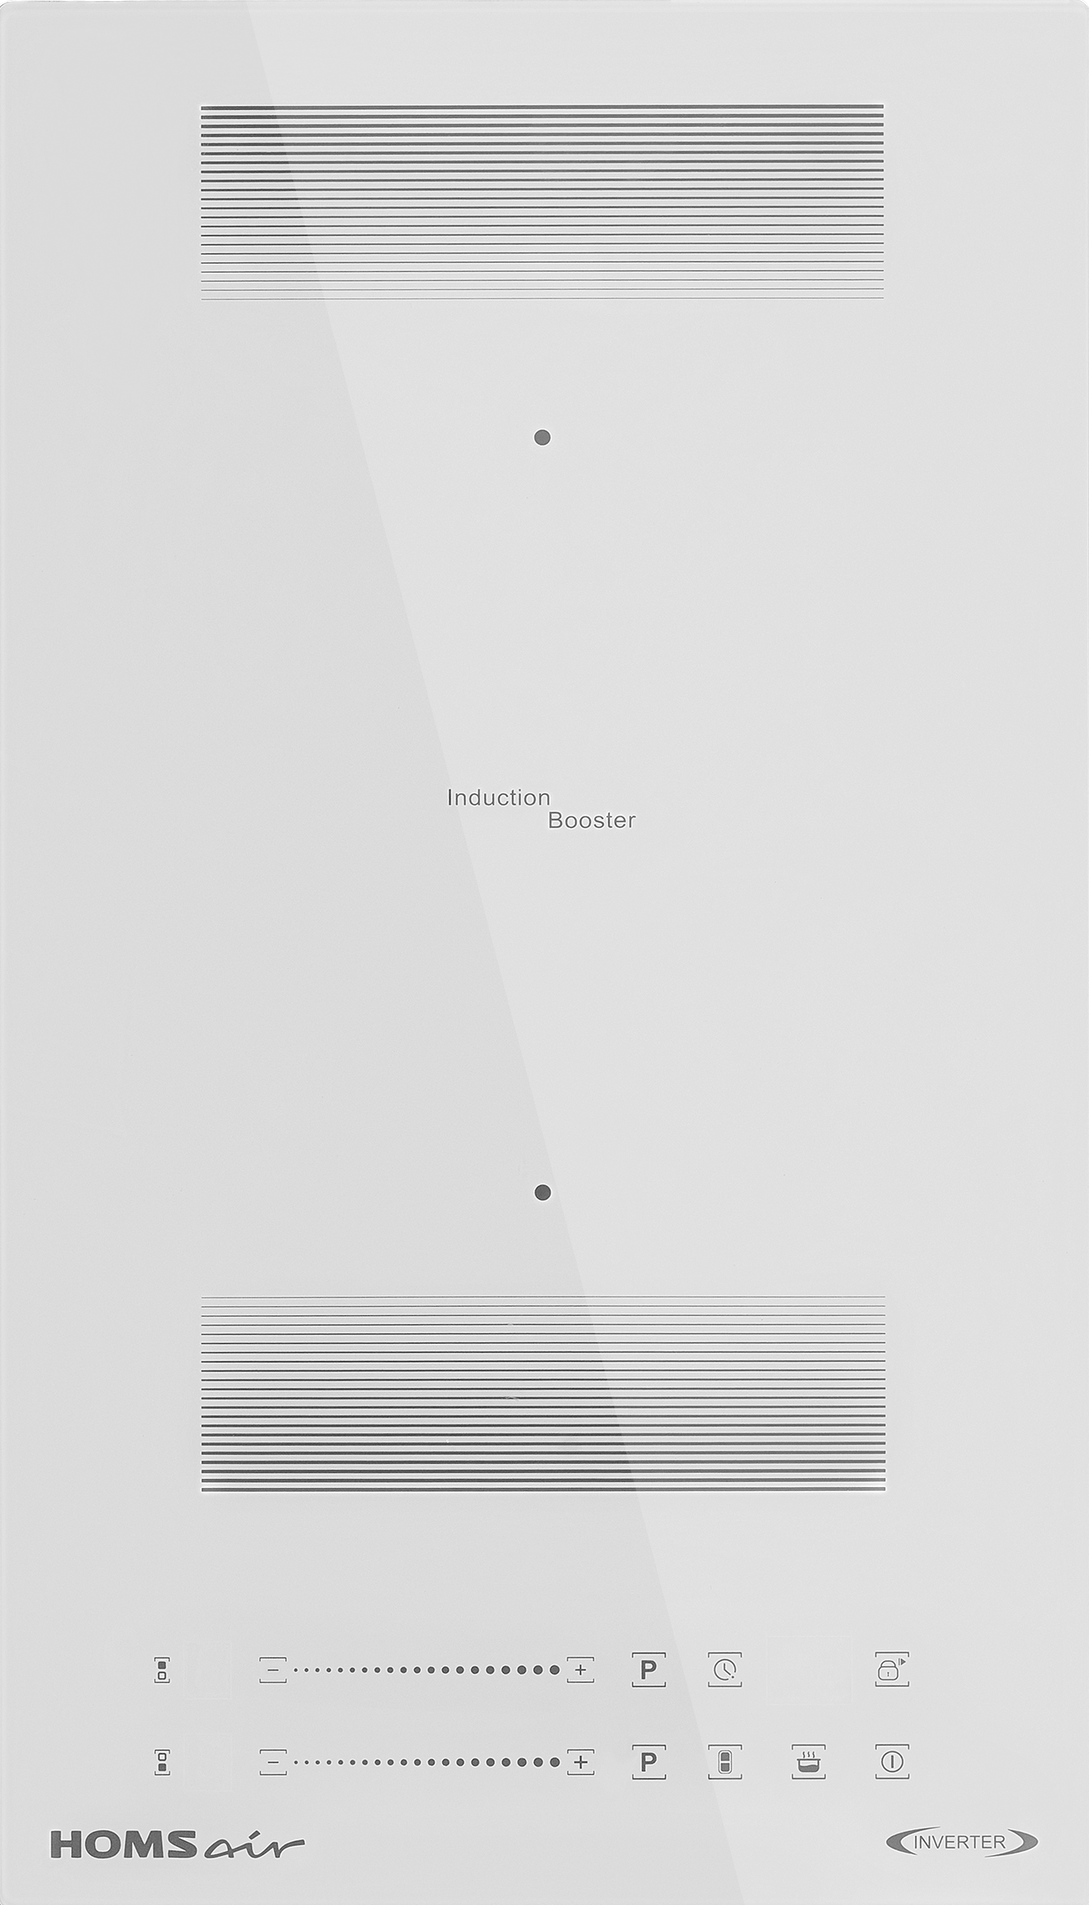 Induction
Booster
− + P
− + P
HOMSair INVERTER